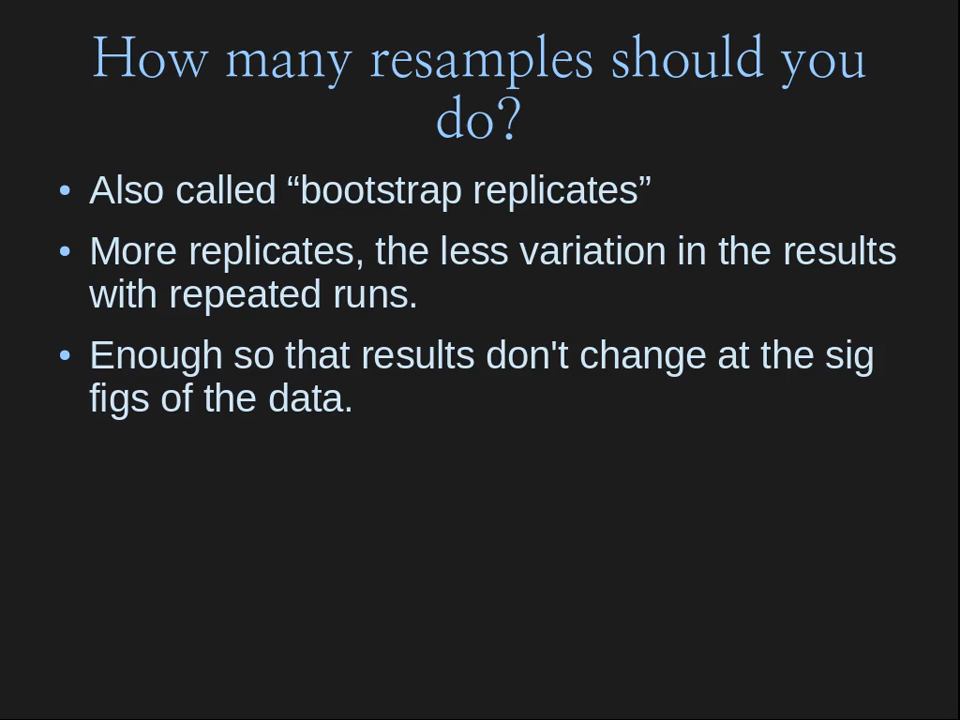 How many resamples should you
do?
• Also called “bootstrap replicates”
• More replicates, the less variation in the results
with repeated runs.
• Enough so that results don't change at the sig
figs of the data.